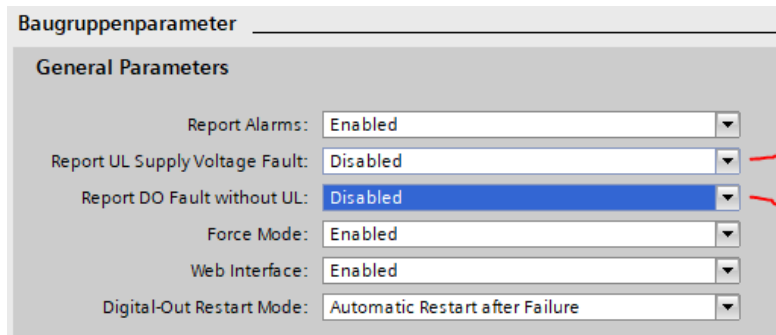 Baugruppenparameter
General Parameters
Report Alarms: Enabled
Report UL Supply Voltage Fault: Disabled
Report DO Fault without UL: Disabled
Force Mode: Enabled
Web Interface: Enabled
Digital-Out Restart Mode: Automatic Restart after Failure